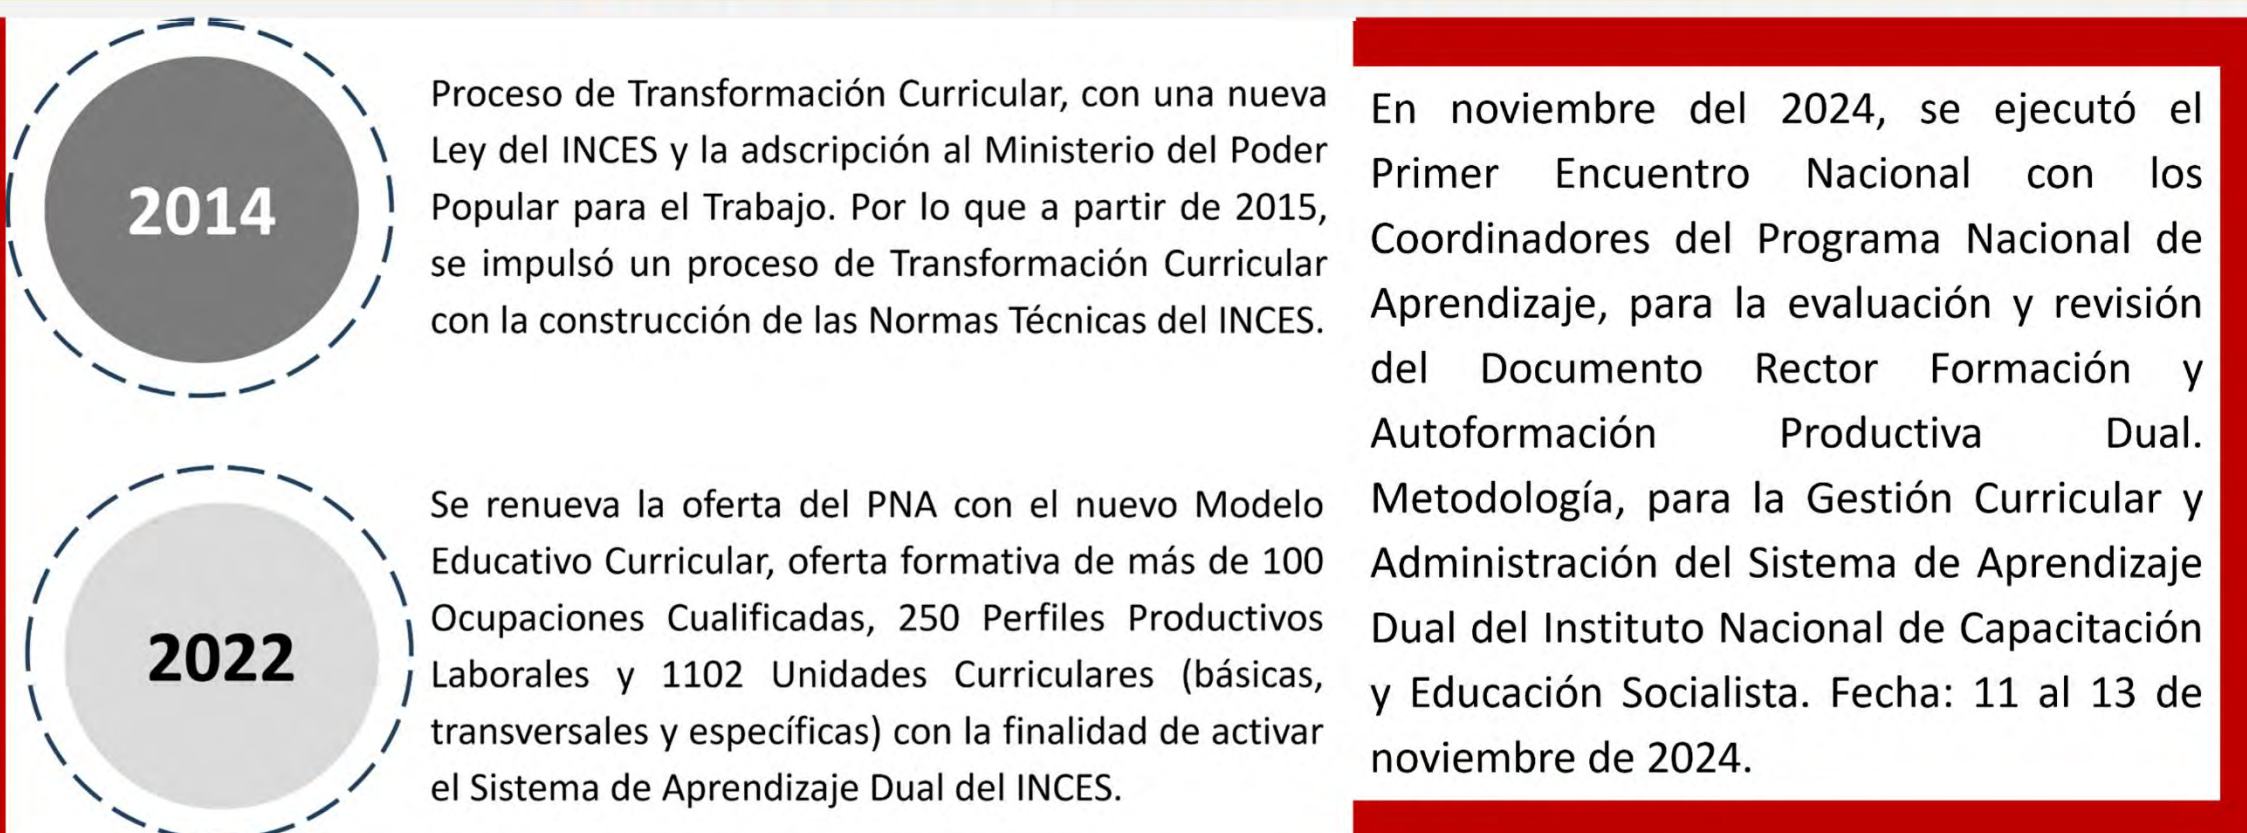 2014
Proceso de Transformación Curricular, con una nueva
Ley del INCES y la adscripción al Ministerio del Poder
Popular para el Trabajo. Por lo que a partir de 2015,
se impulsó un proceso de Transformación Curricular
con la construcción de las Normas Técnicas del INCES.
2022
Se renueva la oferta del PNA con el nuevo Modelo
Educativo Curricular, oferta formativa de más de 100
Ocupaciones Cualificadas, 250 Perfiles Productivos
Laborales y 1102 Unidades Curriculares (básicas,
transversales y específicas) con la finalidad de activar
el Sistema de Aprendizaje Dual del INCES.
En noviembre del 2024, se ejecutó el
Primer Encuentro Nacional con los
Coordinadores del Programa Nacional de
Aprendizaje, para la evaluación y revisión
del Documento Rector Formación y
Autoformación Productiva Dual.
Metodología, para la Gestión Curricular y
Administración del Sistema de Aprendizaje
Dual del Instituto Nacional de Capacitación
y Educación Socialista. Fecha: 11 al 13 de
noviembre de 2024.